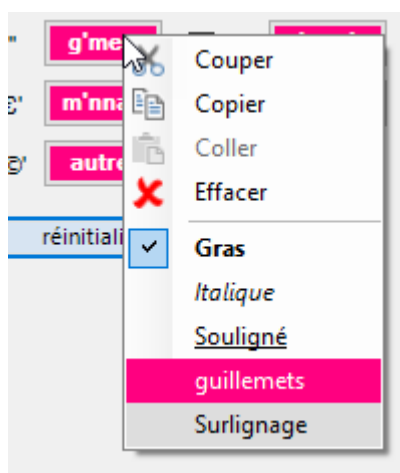 g'me
m'nna
autre
réinitiali
Couper
Copier
Coller
Effacer
Gras
Italique
Souligné
guillemets
Surlignage